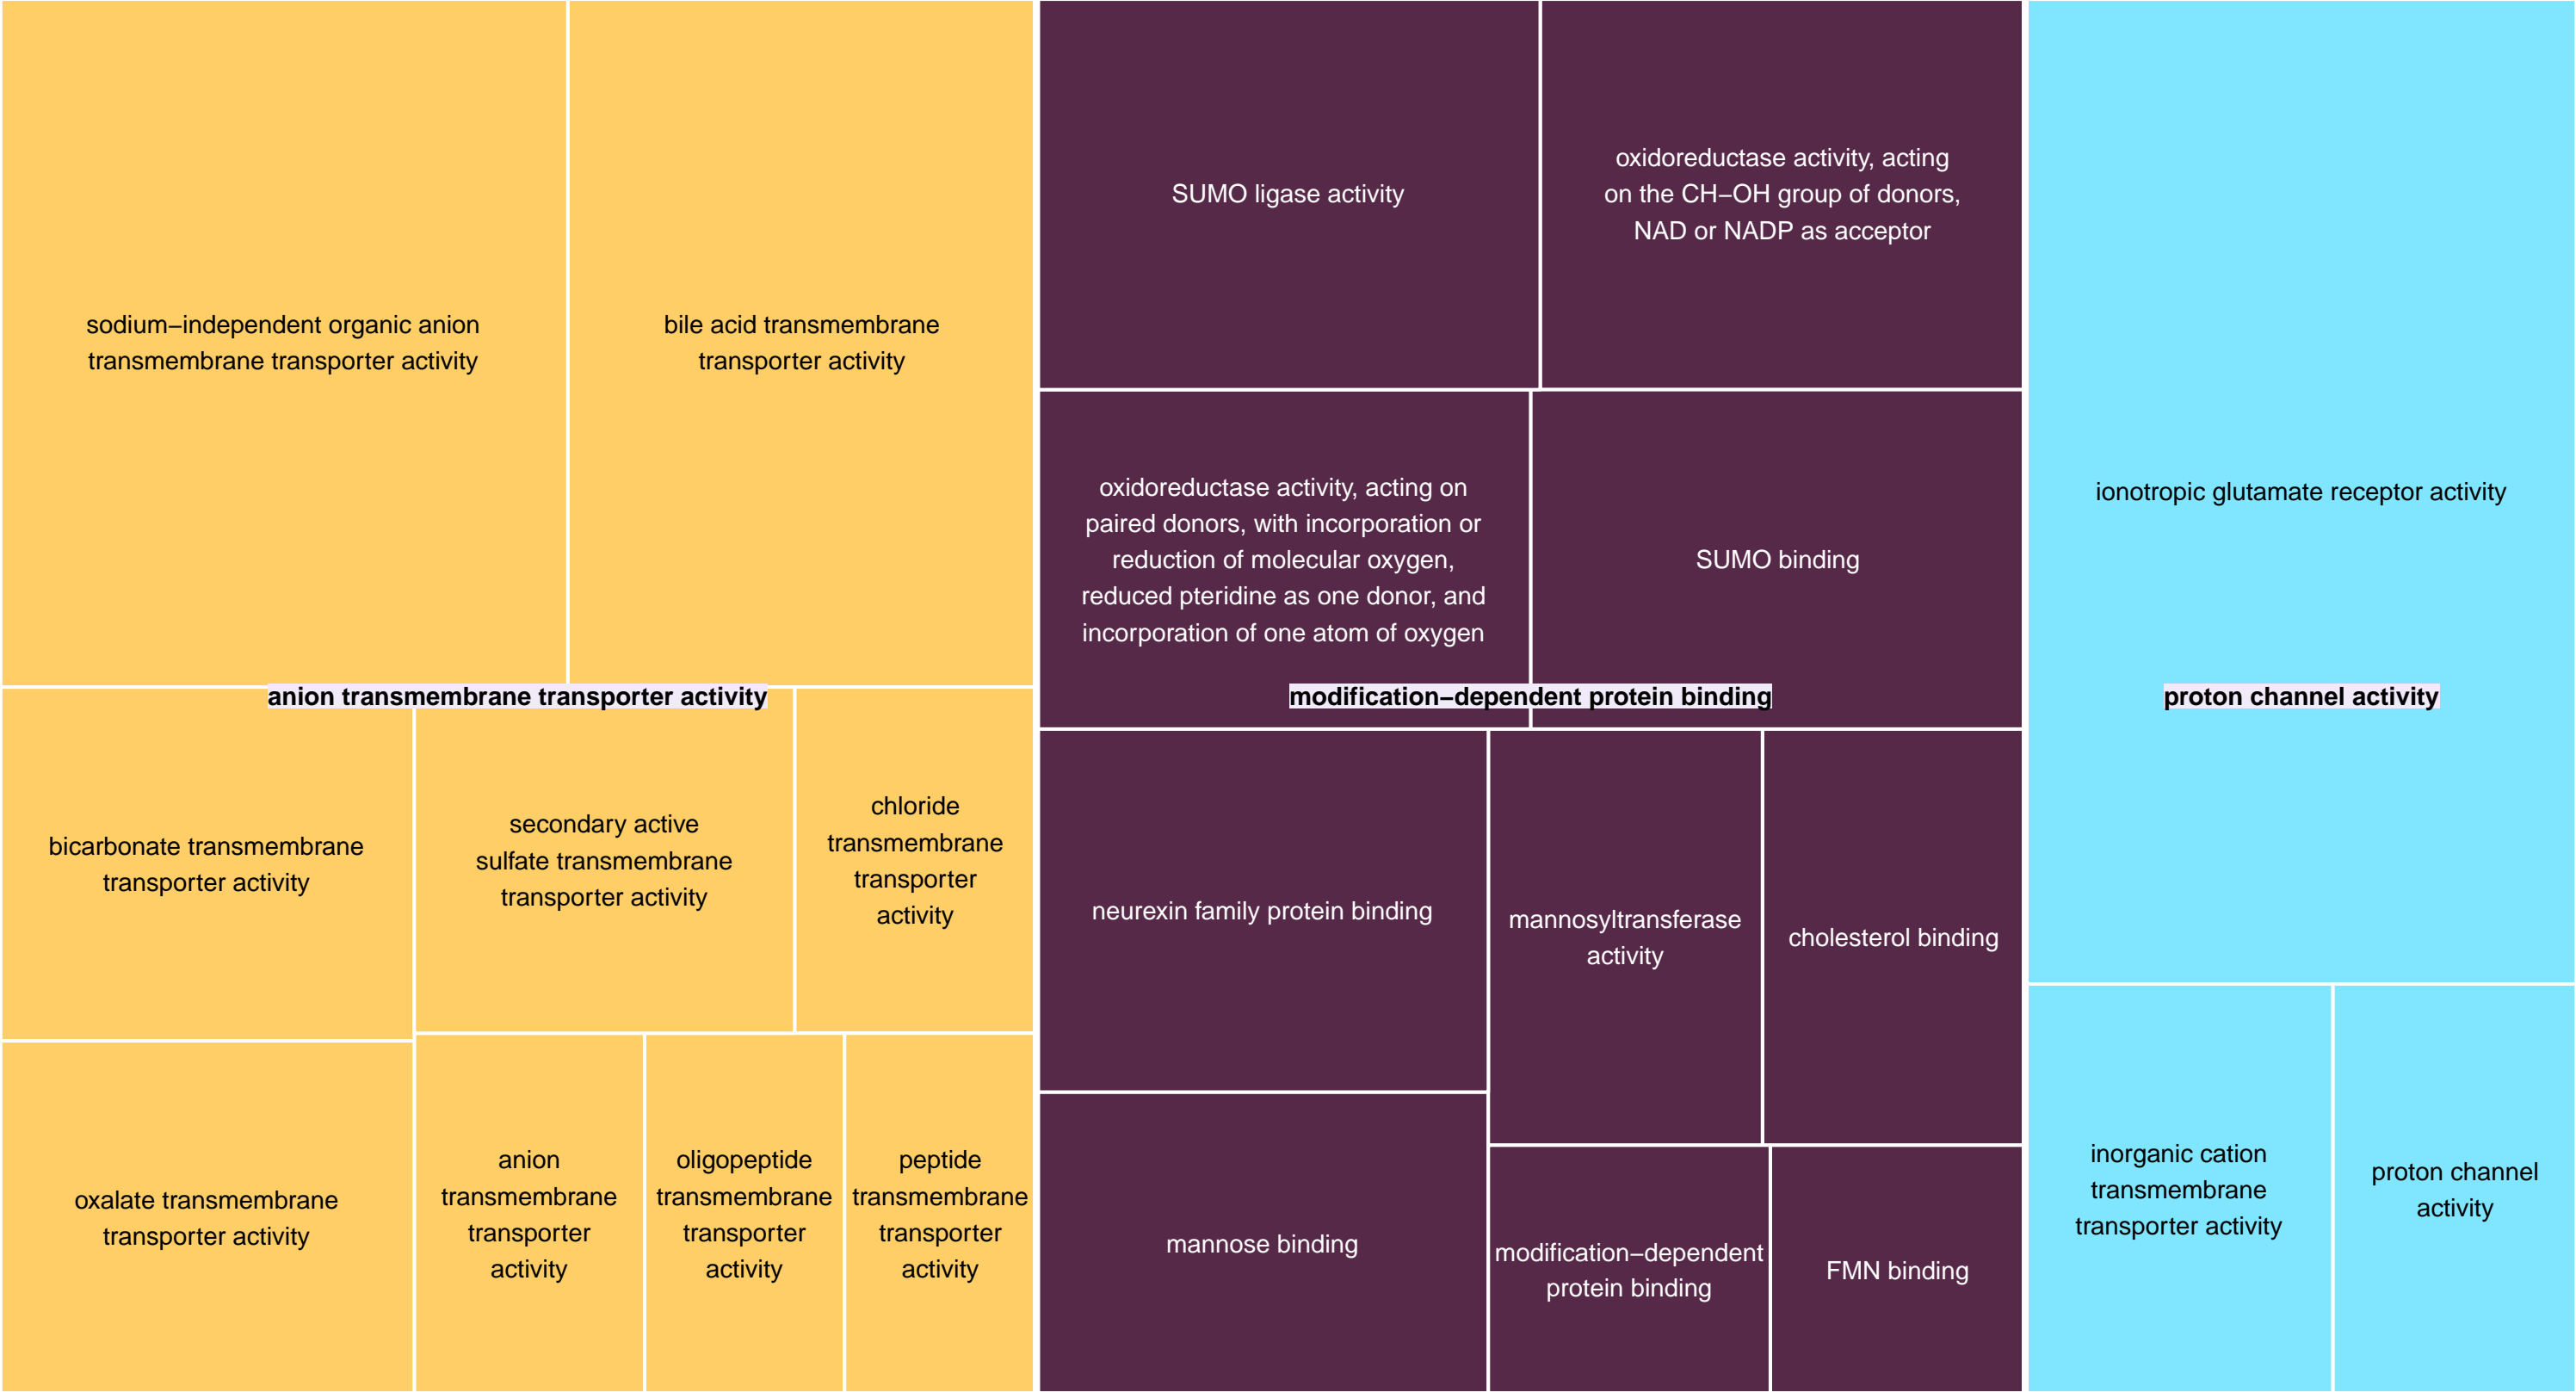 sodium−independent organic anion
transmembrane transporter activity
bile acid transmembrane
transporter activity
anion transmembrane transporter activity
bicarbonate transmembrane
transporter activity
secondary active
sulfate transmembrane
transporter activity
chloride
transmembrane
transporter
activity
oxalate transmembrane
transporter activity
anion
transmembrane
transporter
activity
oligopeptide
transmembrane
transporter
activity
peptide
transmembrane
transporter
activity
SUMO ligase activity
oxidoreductase activity, acting
on the CH−OH group of donors,
NAD or NADP as acceptor
oxidoreductase activity, acting on
paired donors, with incorporation or
reduction of molecular oxygen,
reduced pteridine as one donor, and
incorporation of one atom of oxygen
SUMO binding
modification−dependent protein binding
neurexin family protein binding
mannosyltransferase
activity
cholesterol binding
mannose binding
modification−dependent
protein binding
FMN binding
ionotropic glutamate receptor activity
proton channel activity
inorganic cation
transmembrane
transporter activity
proton channel
activity